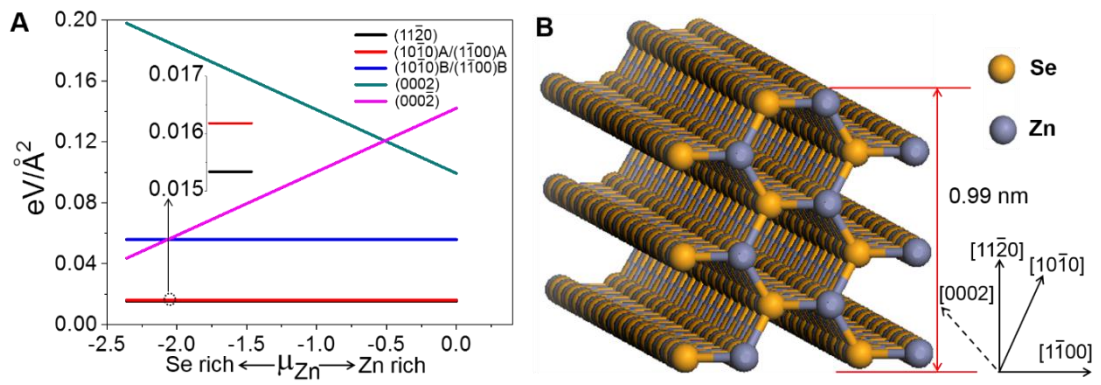 A
eV/Å²
0.20
0.16
0.12
0.08
0.04
0.00
-2.5
-2.0
-1.5
-1.0
-0.5
0.0
Se rich ← μZn → Zn rich
0.017
0.016
0.015
(112̄0)
(101̄0)A/(11̄00)A
(101̄0)B/(11̄00)B
(0002)
(0002̄)
B
Se
Zn
0.99 nm
[112̄0]
[101̄0]
[0002]
[11̄00]